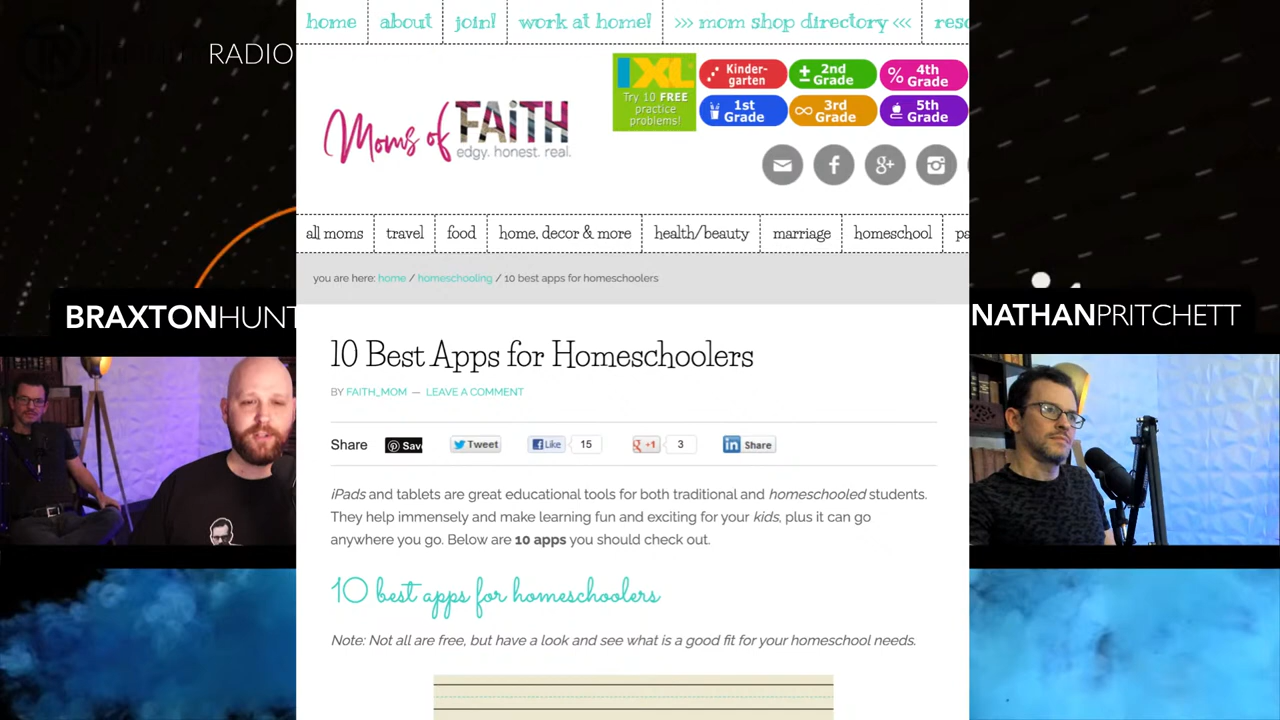 home about join! work at home! >>> mom shop directory <<<
RADIO
Moms of FAiTH
edgy. honest. real.
IXL
Try 10 FREE
practice
problems!
Kinder-
garten
2nd
Grade
4th
Grade
1st
Grade
3rd
Grade
5th
Grade
all moms travel food home, decor & more health/beauty marriage homeschool
you are here: home / homeschooling / 10 best apps for homeschoolers
BRAXTONHUNT
NATHANPRITCHETT
10 Best Apps for Homeschoolers
BY FAITH_MOM — LEAVE A COMMENT
Share Save Tweet Like 15 +1 3 Share
iPads and tablets are great educational tools for both traditional and homeschooled students.
They help immensely and make learning fun and exciting for your kids, plus it can go
anywhere you go. Below are 10 apps you should check out.
10 best apps for homeschoolers
Note: Not all are free, but have a look and see what is a good fit for your homeschool needs.